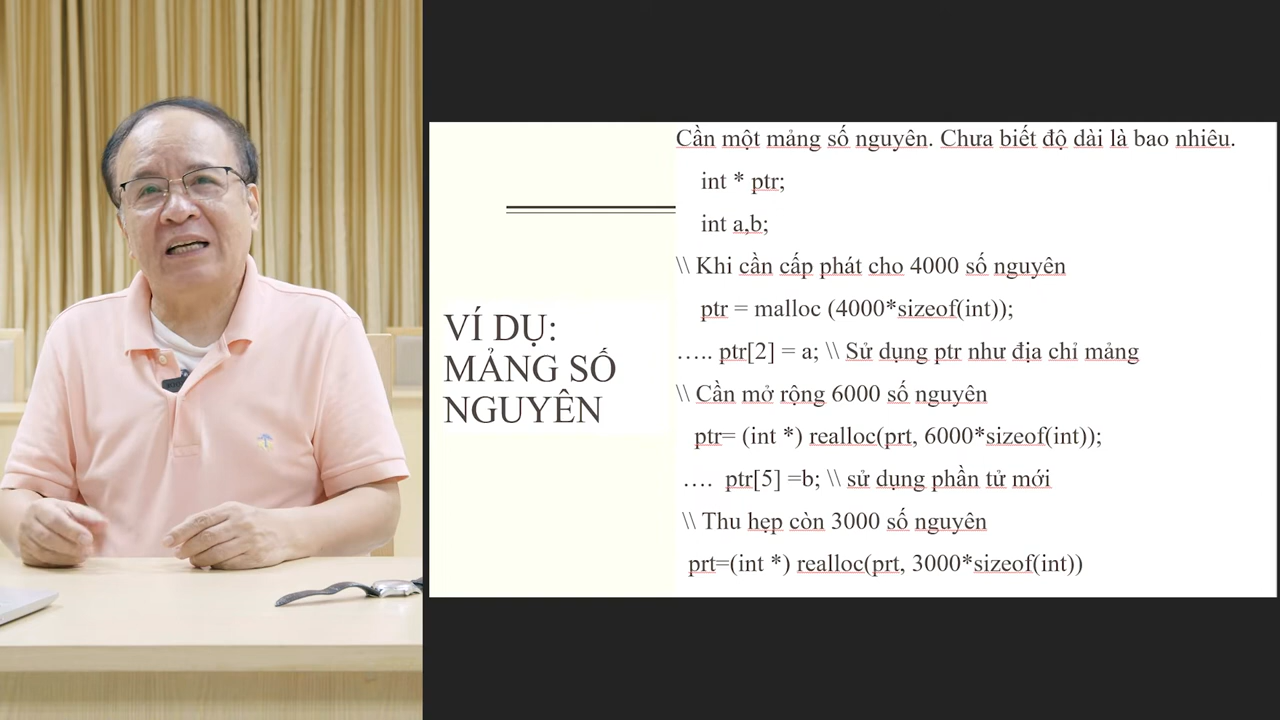 VÍ DỤ:
MẢNG SỐ
NGUYÊN
Cần một mảng số nguyên. Chưa biết độ dài là bao nhiêu.
int * ptr;
int a,b;
\\ Khi cần cấp phát cho 4000 số nguyên
ptr = malloc (4000*sizeof(int));
….. ptr[2] = a; \\ Sử dụng ptr như địa chỉ mảng
\\ Cần mở rộng 6000 số nguyên
ptr= (int *) realloc(prt, 6000*sizeof(int));
…. ptr[5] =b; \\ sử dụng phần tử mới
\\ Thu hẹp còn 3000 số nguyên
prt=(int *) realloc(prt, 3000*sizeof(int))